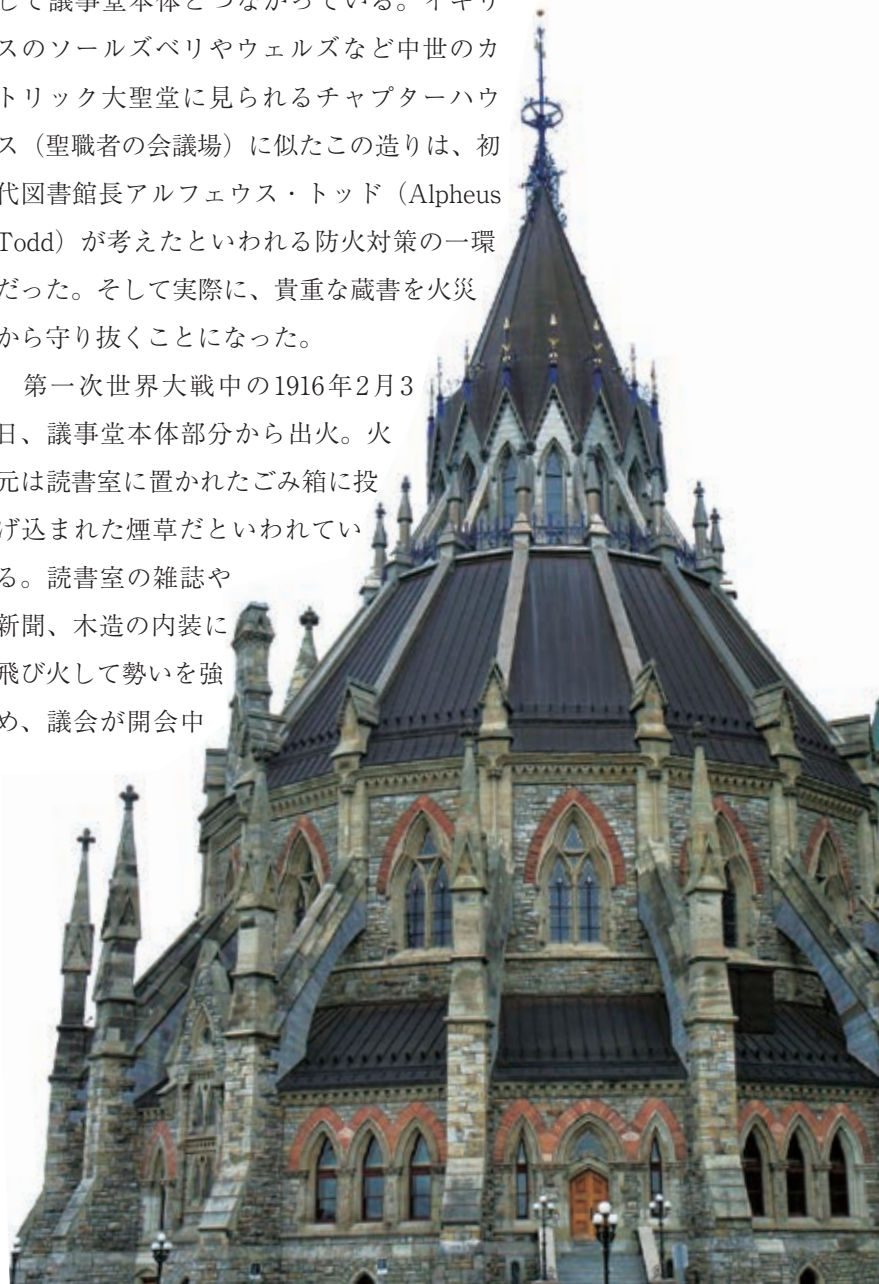 して議事堂本体とつながっている。イギリ
スのソールズベリやウェルズなど中世のカ
トリック大聖堂に見られるチャプターハウ
ス（聖職者の会議場）に似たこの造りは、初
代図書館長アルフェウス・トッド（Alpheus
Todd）が考えたといわれる防火対策の一環
だった。そして実際に、貴重な蔵書を火災
から守り抜くことになった。
第一次世界大戦中の1916年2月3
日、議事堂本体部分から出火。火
元は読書室に置かれたごみ箱に投
げ込まれた煙草だといわれてい
る。読書室の雑誌や
新聞、木造の内装に
飛び火して勢いを強
め、議会が開会中